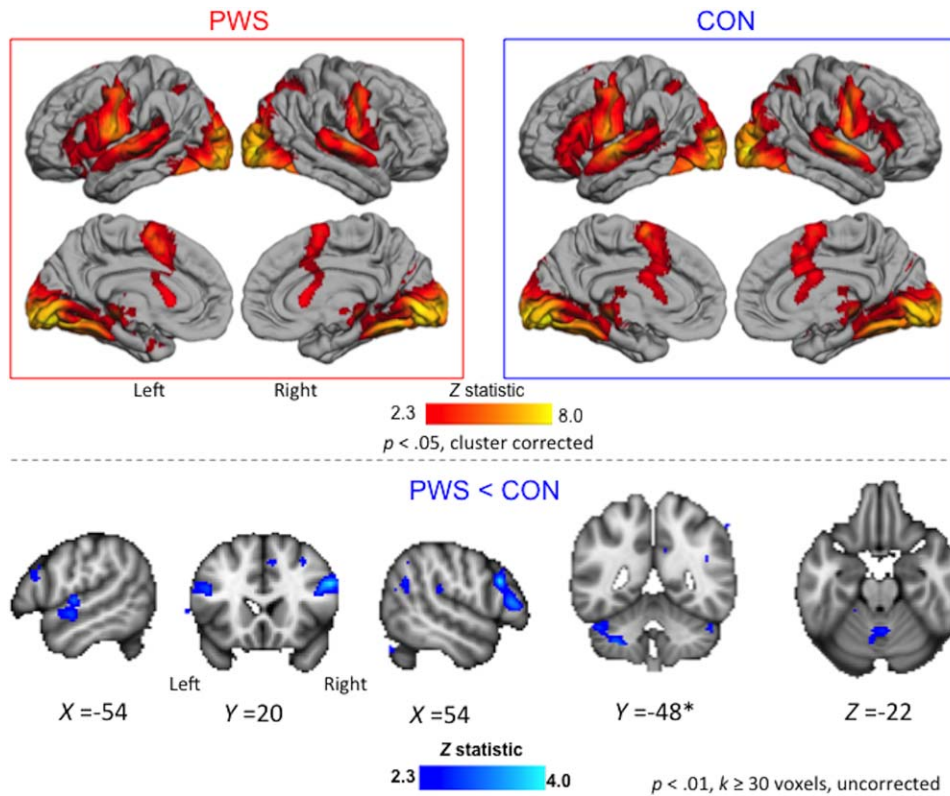 PWS
CON
Left
Right
Z statistic
2.3
8.0
p < .05, cluster corrected
PWS < CON
Left
Right
X =-54
Y =20
X =54
Y =-48*
Z =-22
Z statistic
2.3
4.0
p < .01, k ≥ 30 voxels, uncorrected